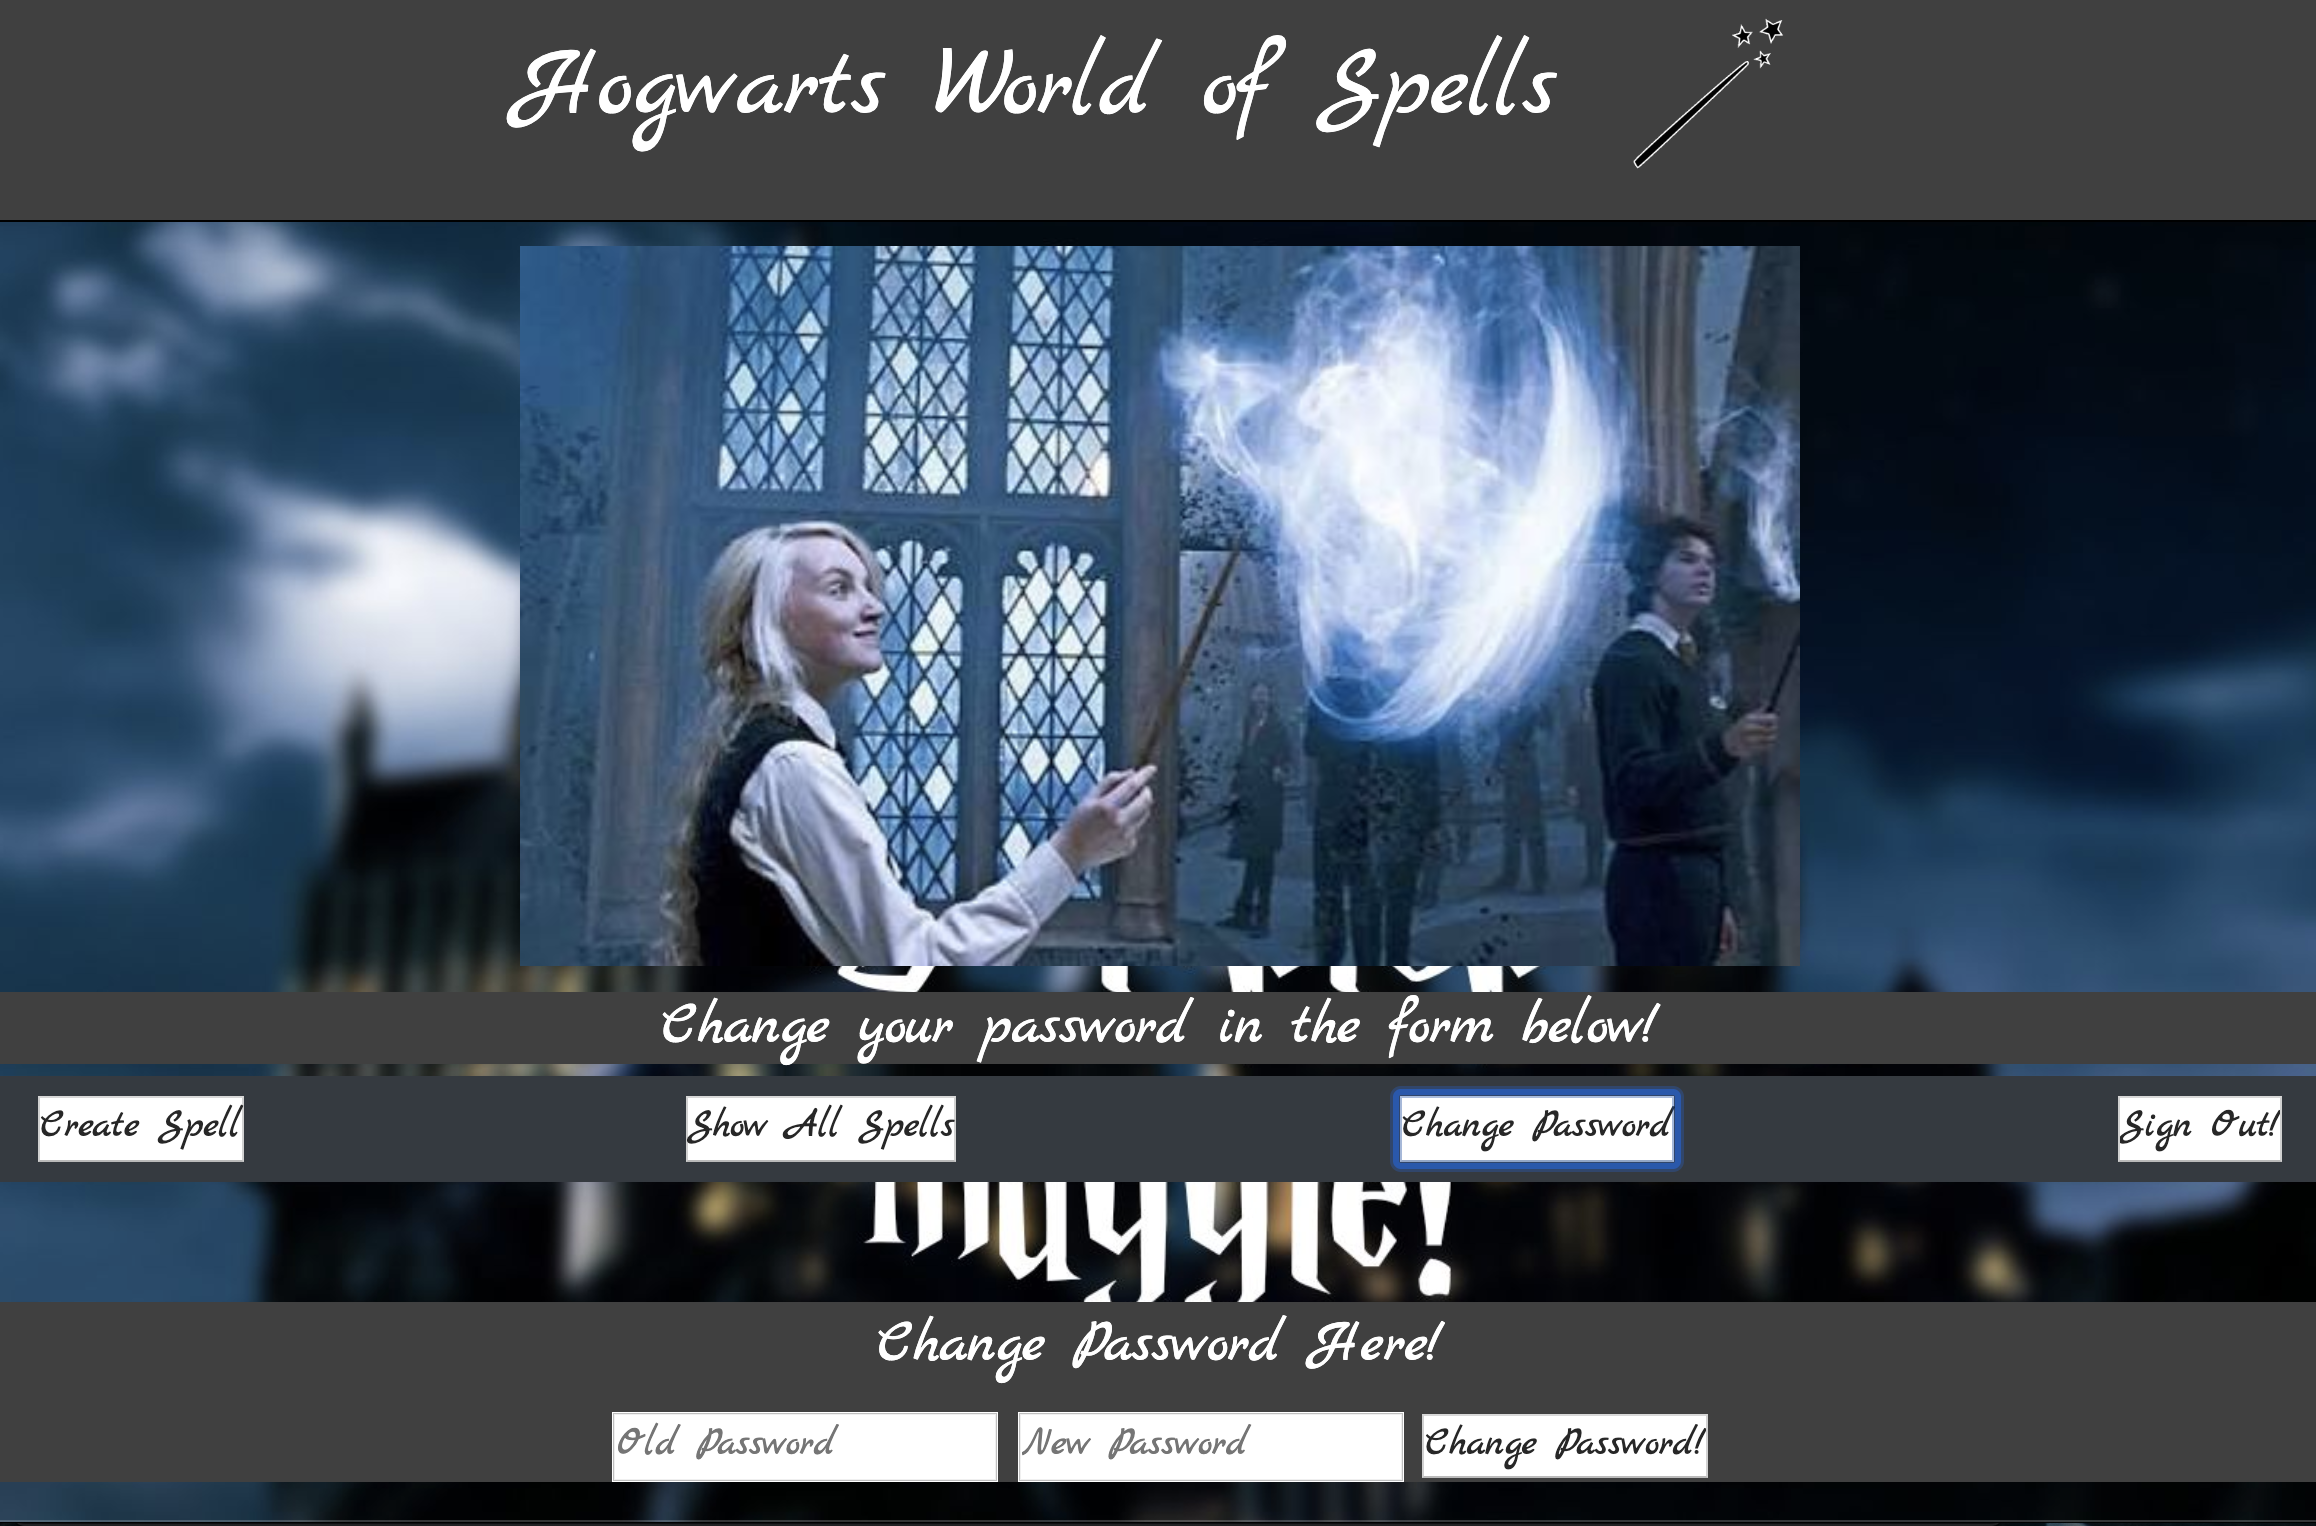 Hogwarts World of Spells
Change your password in the form below!
Create Spell
Show All Spells
Change Password
Sign Out!
muggle!
Change Password Here!
Old Password
New Password
Change Password!